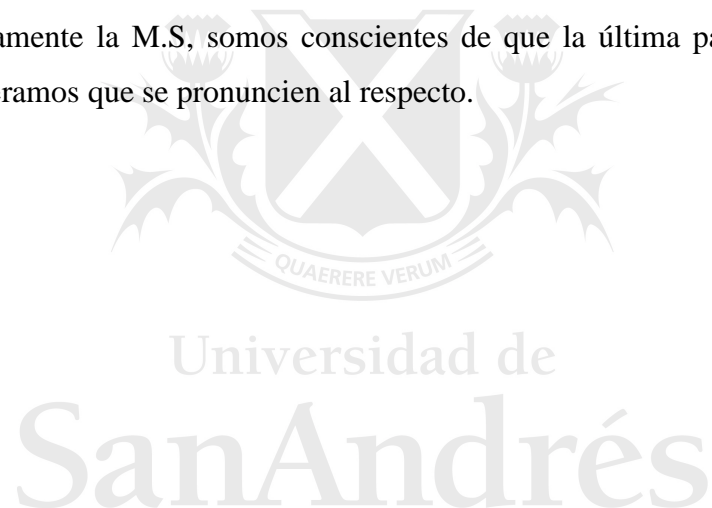 amente la M.S, somos conscientes de que la última pa
eramos que se pronuncien al respecto.
QUAERERE VERUM
Universidad de
SanAndrés